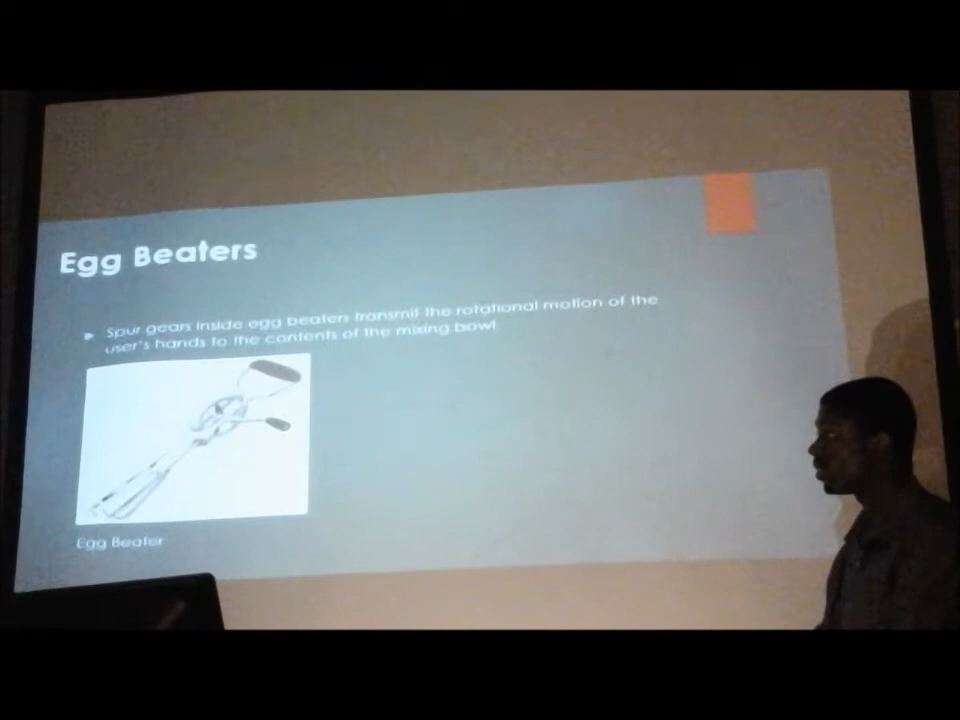 Egg Beaters
Spur gears inside egg beaters transmit the rotational motion of the
user's hands to the contents of the mixing bowl
Egg Beater